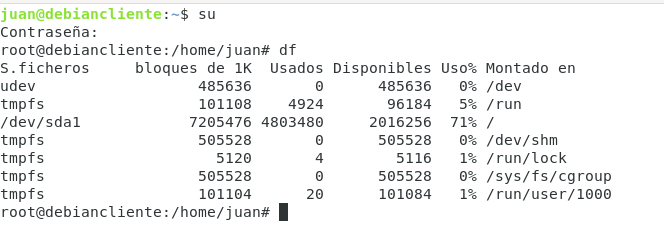 juan@debiancliente:~$ su
Contraseña:
root@debiancliente:/home/juan# df
S.ficheros     bloques de 1K  Usados Disponibles Uso% Montado en
udev                  485636       0      485636   0% /dev
tmpfs                 101108    4924       96184   5% /run
/dev/sda1            7205476 4803480     2016256  71% /
tmpfs                 505528       0      505528   0% /dev/shm
tmpfs                   5120       4        5116   1% /run/lock
tmpfs                 505528       0      505528   0% /sys/fs/cgroup
tmpfs                 101104      20      101084   1% /run/user/1000
root@debiancliente:/home/juan#